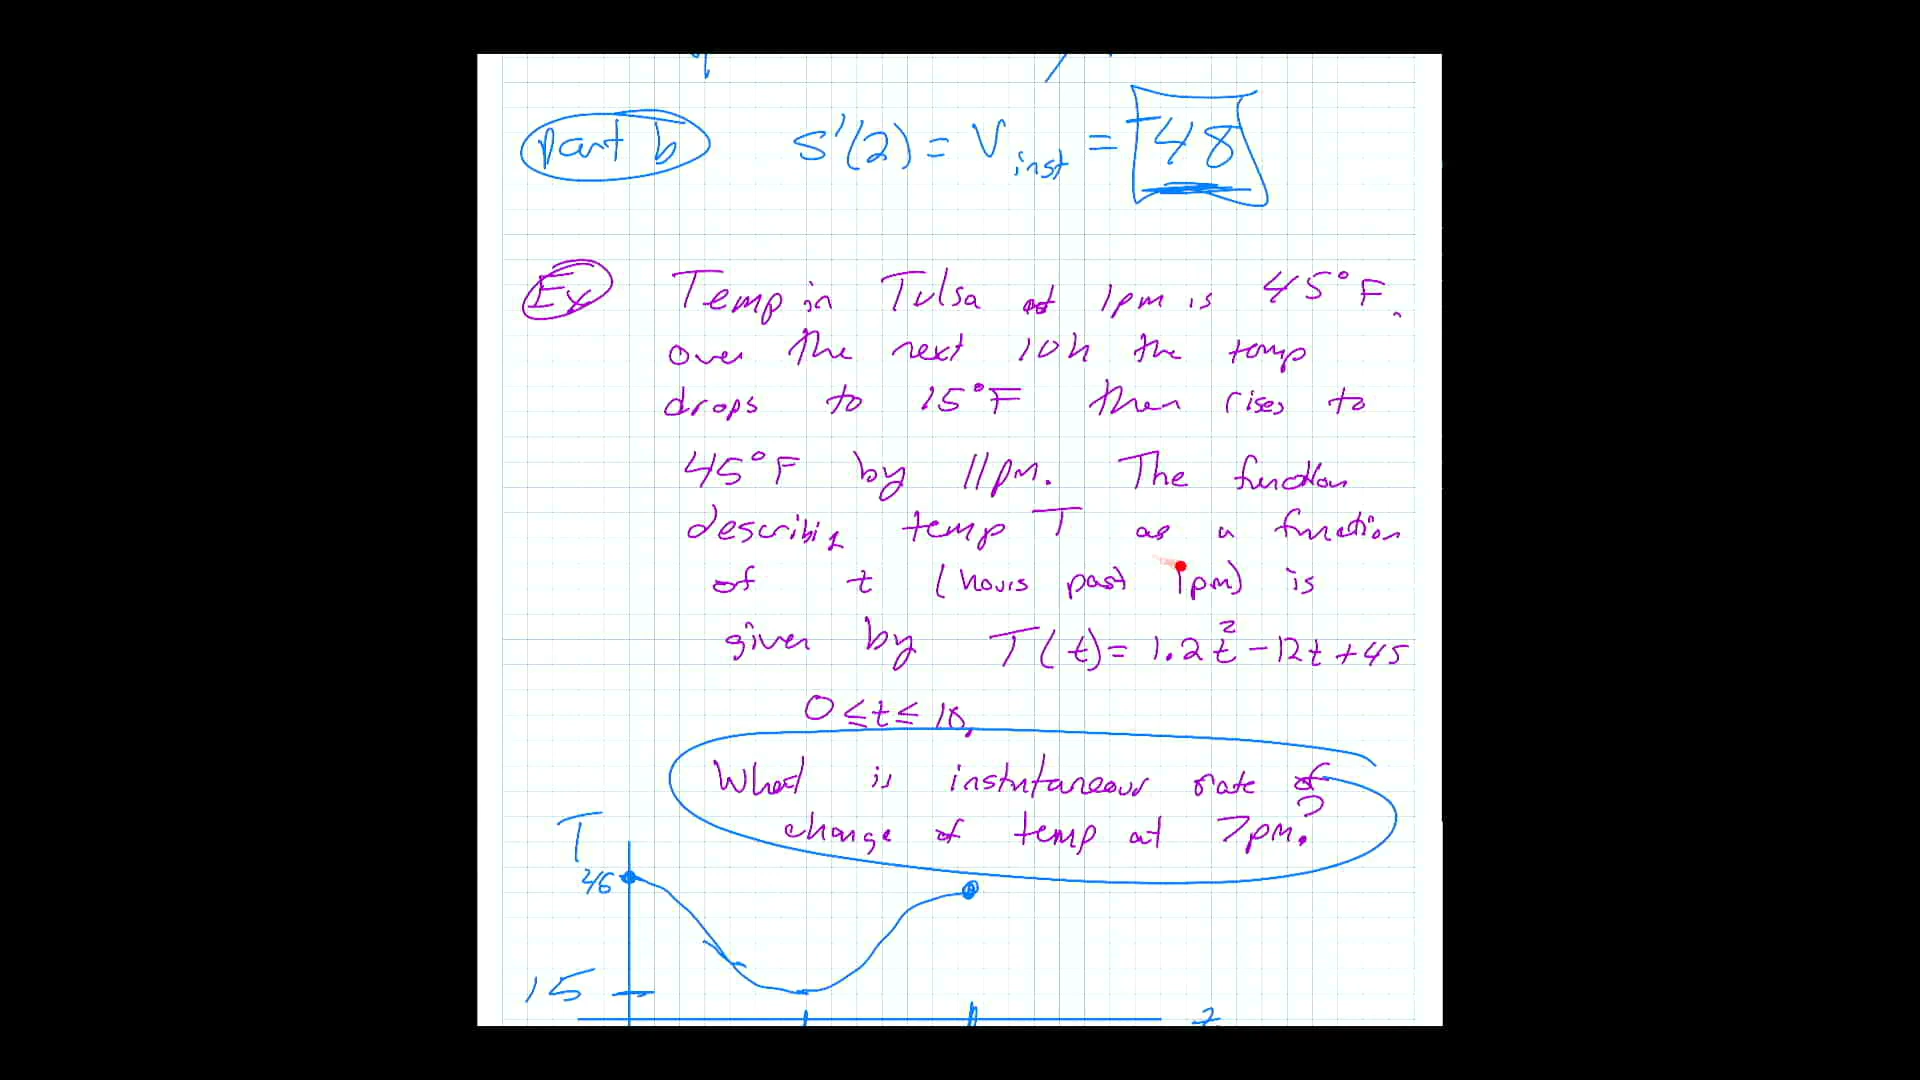 Part b S'(2) = V inst = -48
Ex Temp in Tulsa at 1pm is 45°F.
Over the next 10h the temp
drops to 15°F then rises to
45°F by 11pm. The function
describing temp T as a function
of t (hours past 1pm) is
given by T(t) = 1.2t² - 12t + 45
0 ≤ t ≤ 10.
What is instntaneous rate of
change of temp at 7pm?
T
45
15